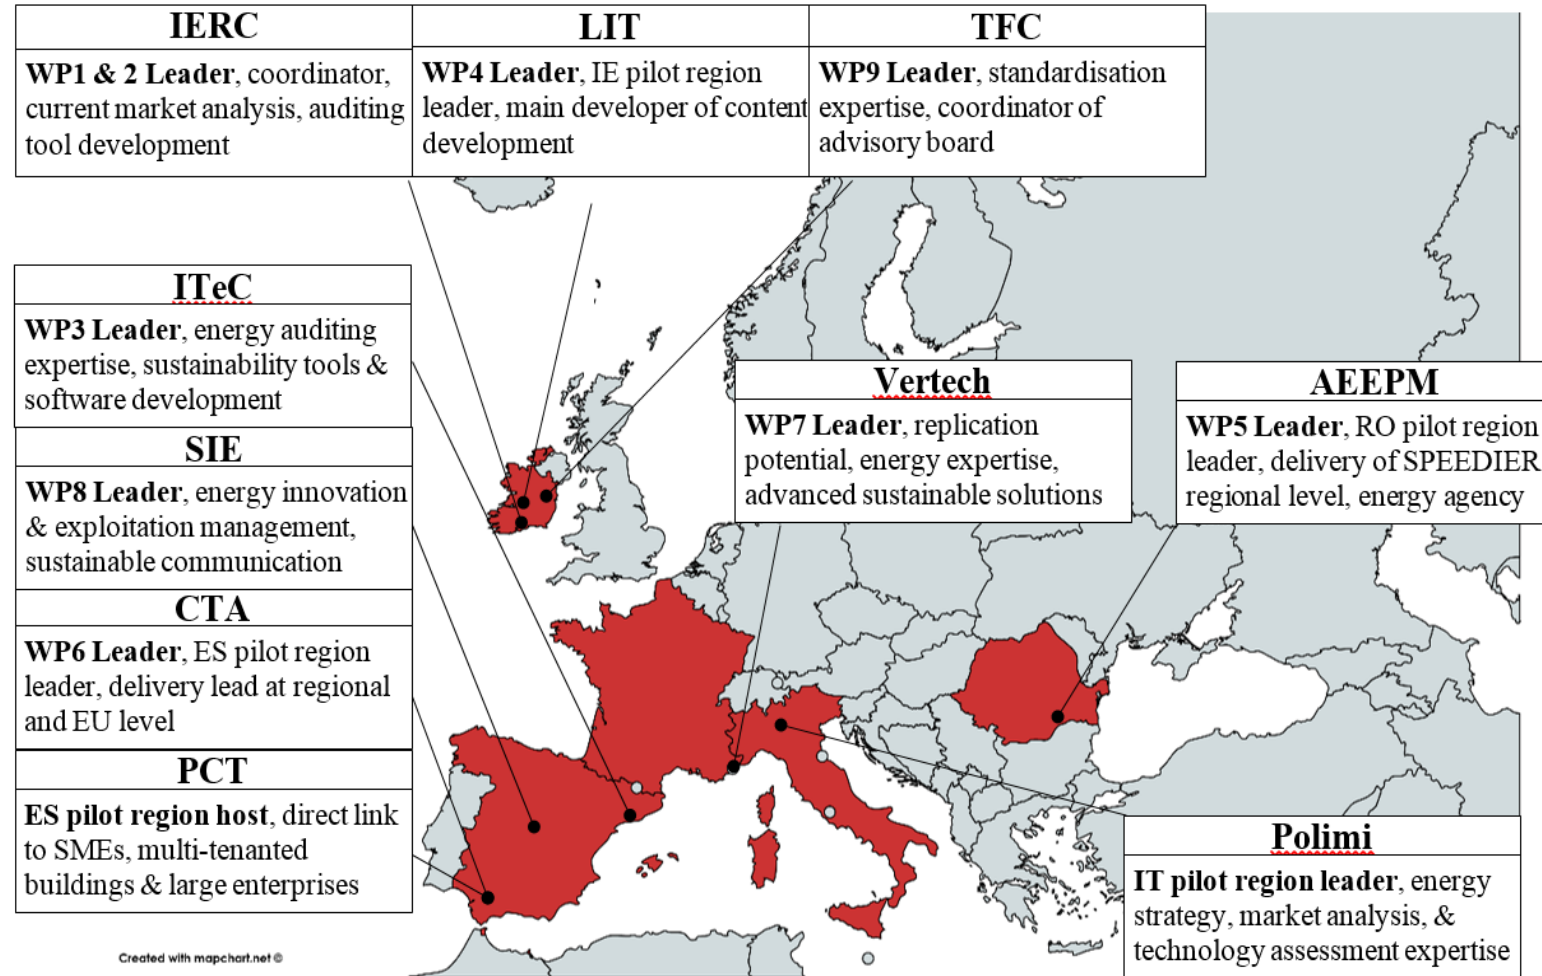 IERC
WP1 & 2 Leader, coordinator,
current market analysis, auditing
tool development
LIT
WP4 Leader, IE pilot region
leader, main developer of content
development
TFC
WP9 Leader, standardisation
expertise, coordinator of
advisory board
ITeC
WP3 Leader, energy auditing
expertise, sustainability tools &
software development
SIE
WP8 Leader, energy innovation
& exploitation management,
sustainable communication
CTA
WP6 Leader, ES pilot region
leader, delivery lead at regional
and EU level
PCT
ES pilot region host, direct link
to SMEs, multi-tenanted
buildings & large enterprises
Vertech
WP7 Leader, replication
potential, energy expertise,
advanced sustainable solutions
AEEPM
WP5 Leader, RO pilot region
leader, delivery of SPEEDIER
regional level, energy agency
Polimi
IT pilot region leader, energy
strategy, market analysis, &
technology assessment expertise
Created with mapchart.net ©